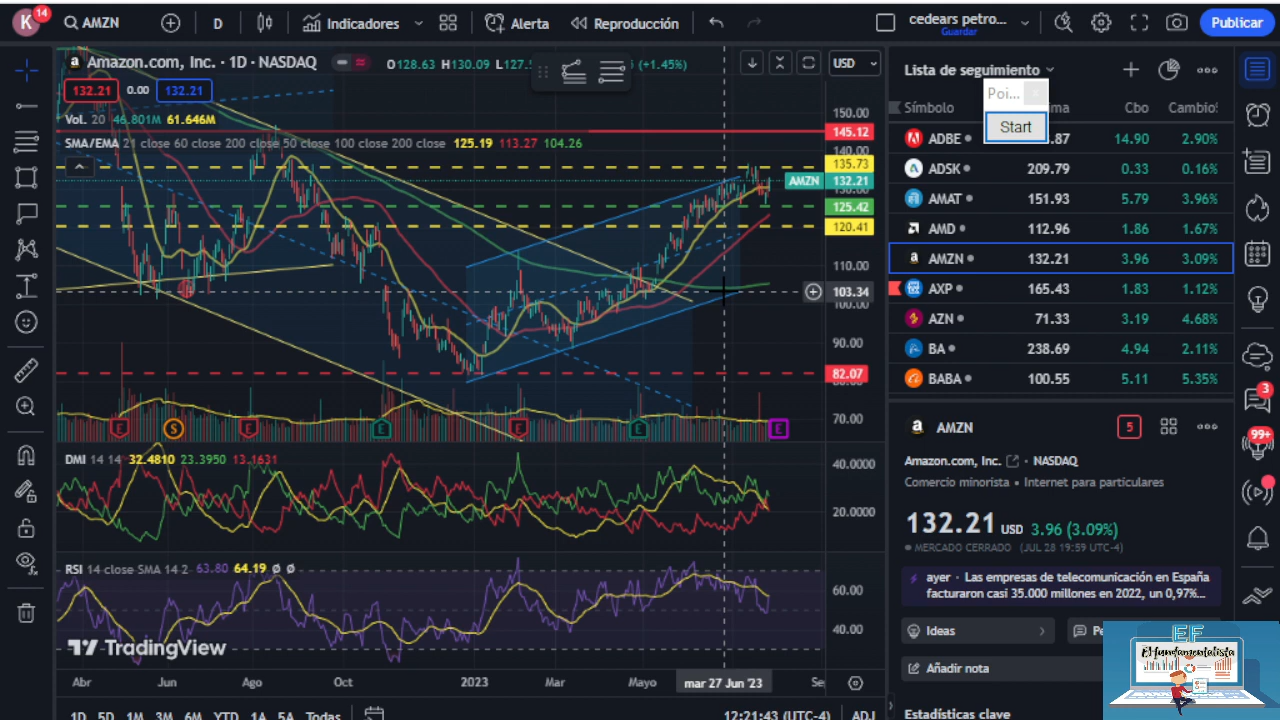 K 14 AMZN D Indicadores Alerta Reproducción cedears petro... Guardar Publicar
Amazon.com, Inc. · 1D · NASDAQ O128.63 H130.09 (+1.45%) USD
132.21 0.00 132.21
Vol. 20 46.801M 61.646M
SMA/EMA 21 close 60 close 200 close 50 close 100 close 200 close 125.19 113.27 104.26
150.00
145.12
140.00
135.73
AMZN 132.21
130.00
125.42
120.41
110.00
103.34
100.00
90.00
82.07
80.00
70.00
E S E E E E E
DMI 14 14 32.4810 23.3950 13.1631
40.0000
20.0000
RSI 14 close SMA 14 2 63.80 64.19 Ø Ø
60.00
40.00
TradingView
Abr Jun Ago Oct 2023 Mar Mayo mar 27 Jun '23 Se
1D 5D 1M 3M 6M YTD 1A 5A Todas 12:21:43 (UTC-4) ADJ
Lista de seguimiento
Poi...
Start
Símbolo Cbo Cambio
ADBE 14.90 2.90%
ADSK 209.79 0.33 0.16%
AMAT 151.93 5.79 3.96%
AMD 112.96 1.86 1.67%
AMZN 132.21 3.96 3.09%
AXP 165.43 1.83 1.12%
AZN 71.33 3.19 4.68%
BA 238.69 4.94 2.11%
BABA 100.55 5.11 5.35%
AMZN 5
Amazon.com, Inc. · NASDAQ
Comercio minorista • Internet para particulares
132.21 USD 3.96 (3.09%)
MERCADO CERRADO (JUL 28 19:59 UTC-4)
ayer · Las empresas de telecomunicación en España
facturaron casi 35.000 millones en 2022, un 0,97%...
Ideas
Añadir nota
Estadísticas clave
3
99+
EF
El fundamentalista